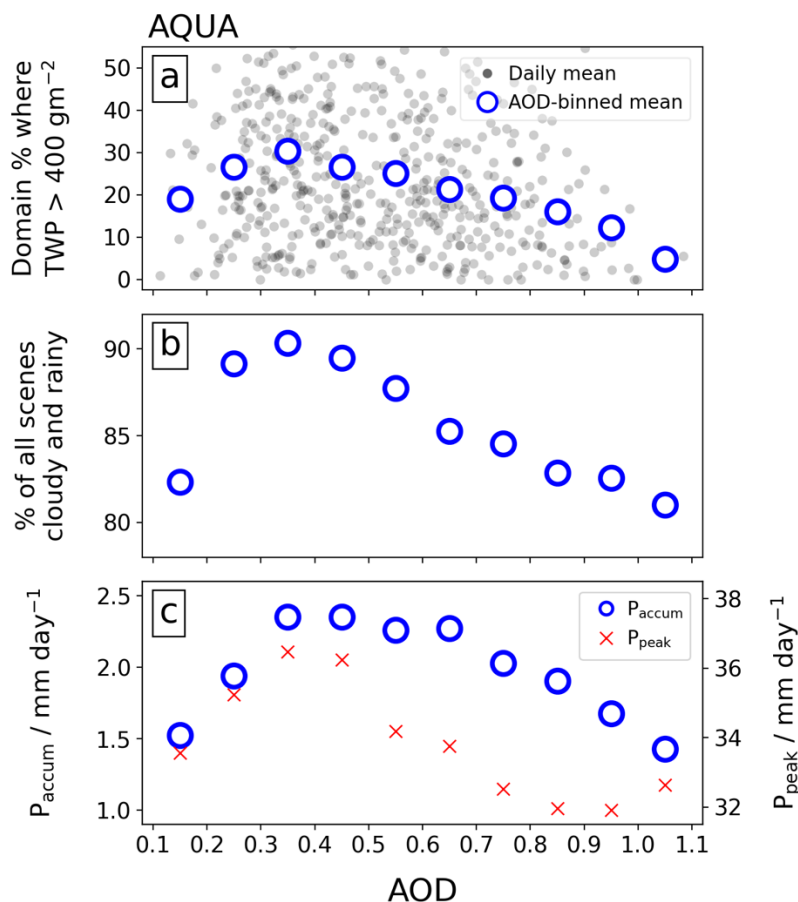 AQUA
a
Domain % where
TWP > 400 gm⁻²
50
40
30
20
10
0
Daily mean
AOD-binned mean
b
% of all scenes
cloudy and rainy
90
85
80
c
P_accum / mm day⁻¹
2.5
2.0
1.5
1.0
P_accum
P_peak
38
36
34
32
P_peak / mm day⁻¹
0.1 0.2 0.3 0.4 0.5 0.6 0.7 0.8 0.9 1.0 1.1
AOD